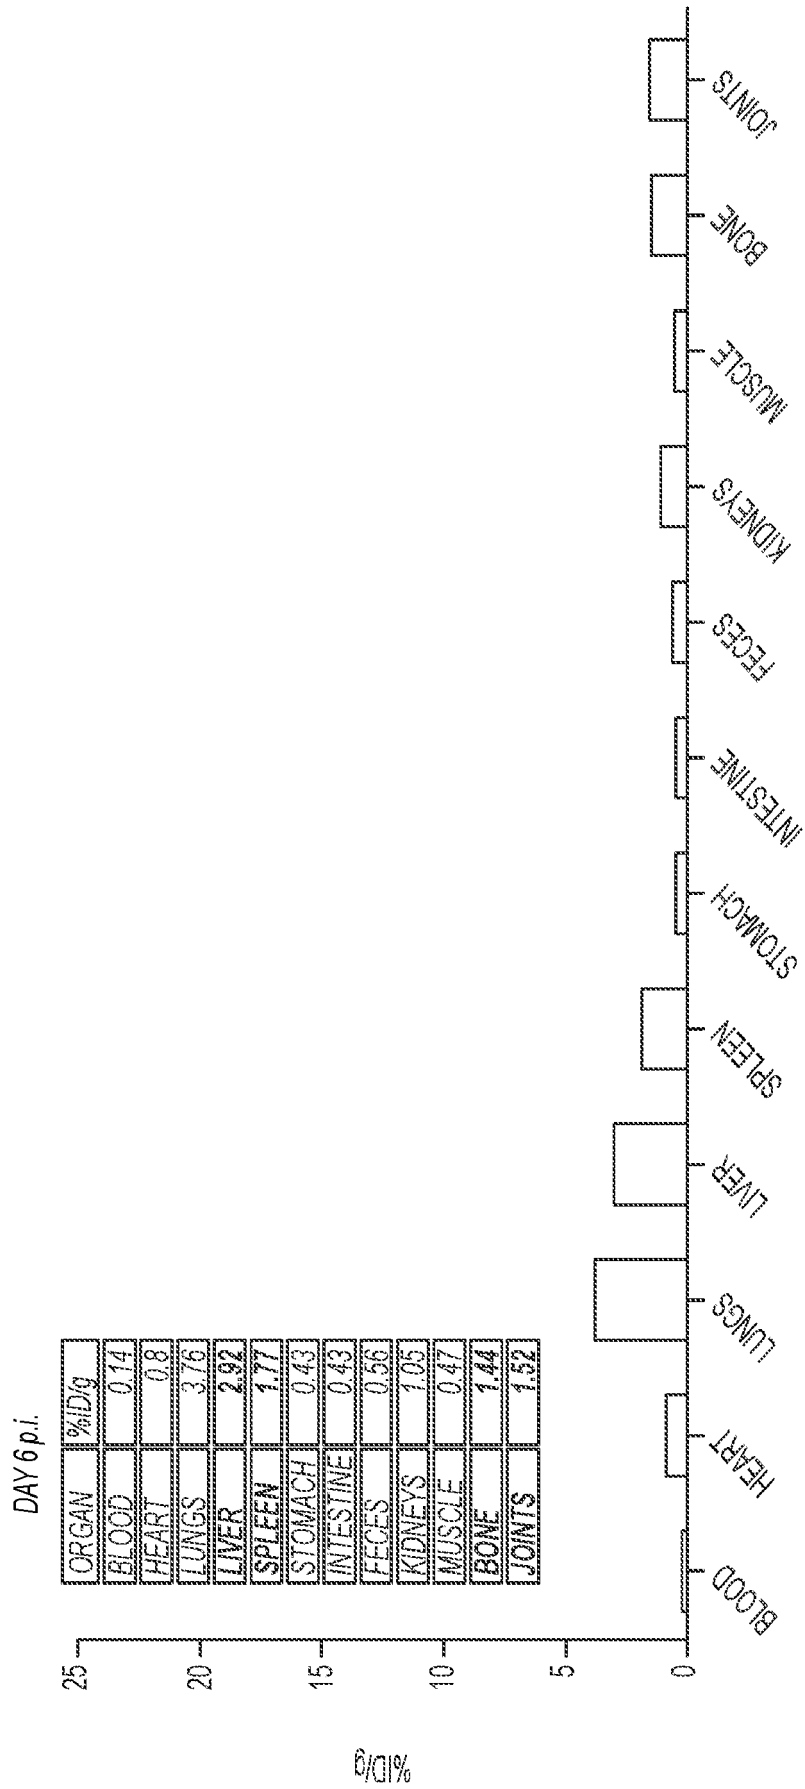 DAY 6 p.i.
ORGAN %ID/g
BLOOD 0.14
HEART 0.8
LUNGS 3.76
LIVER 2.92
SPLEEN 1.77
STOMACH 0.43
INTESTINE 0.43
FECES 0.56
KIDNEYS 1.05
MUSCLE 0.47
BONE 1.44
JOINTS 1.52
%ID/g
25
20
15
10
5
0
BLOOD
HEART
LUNGS
LIVER
SPLEEN
STOMACH
INTESTINE
FECES
KIDNEYS
MUSCLE
BONE
JOINTS